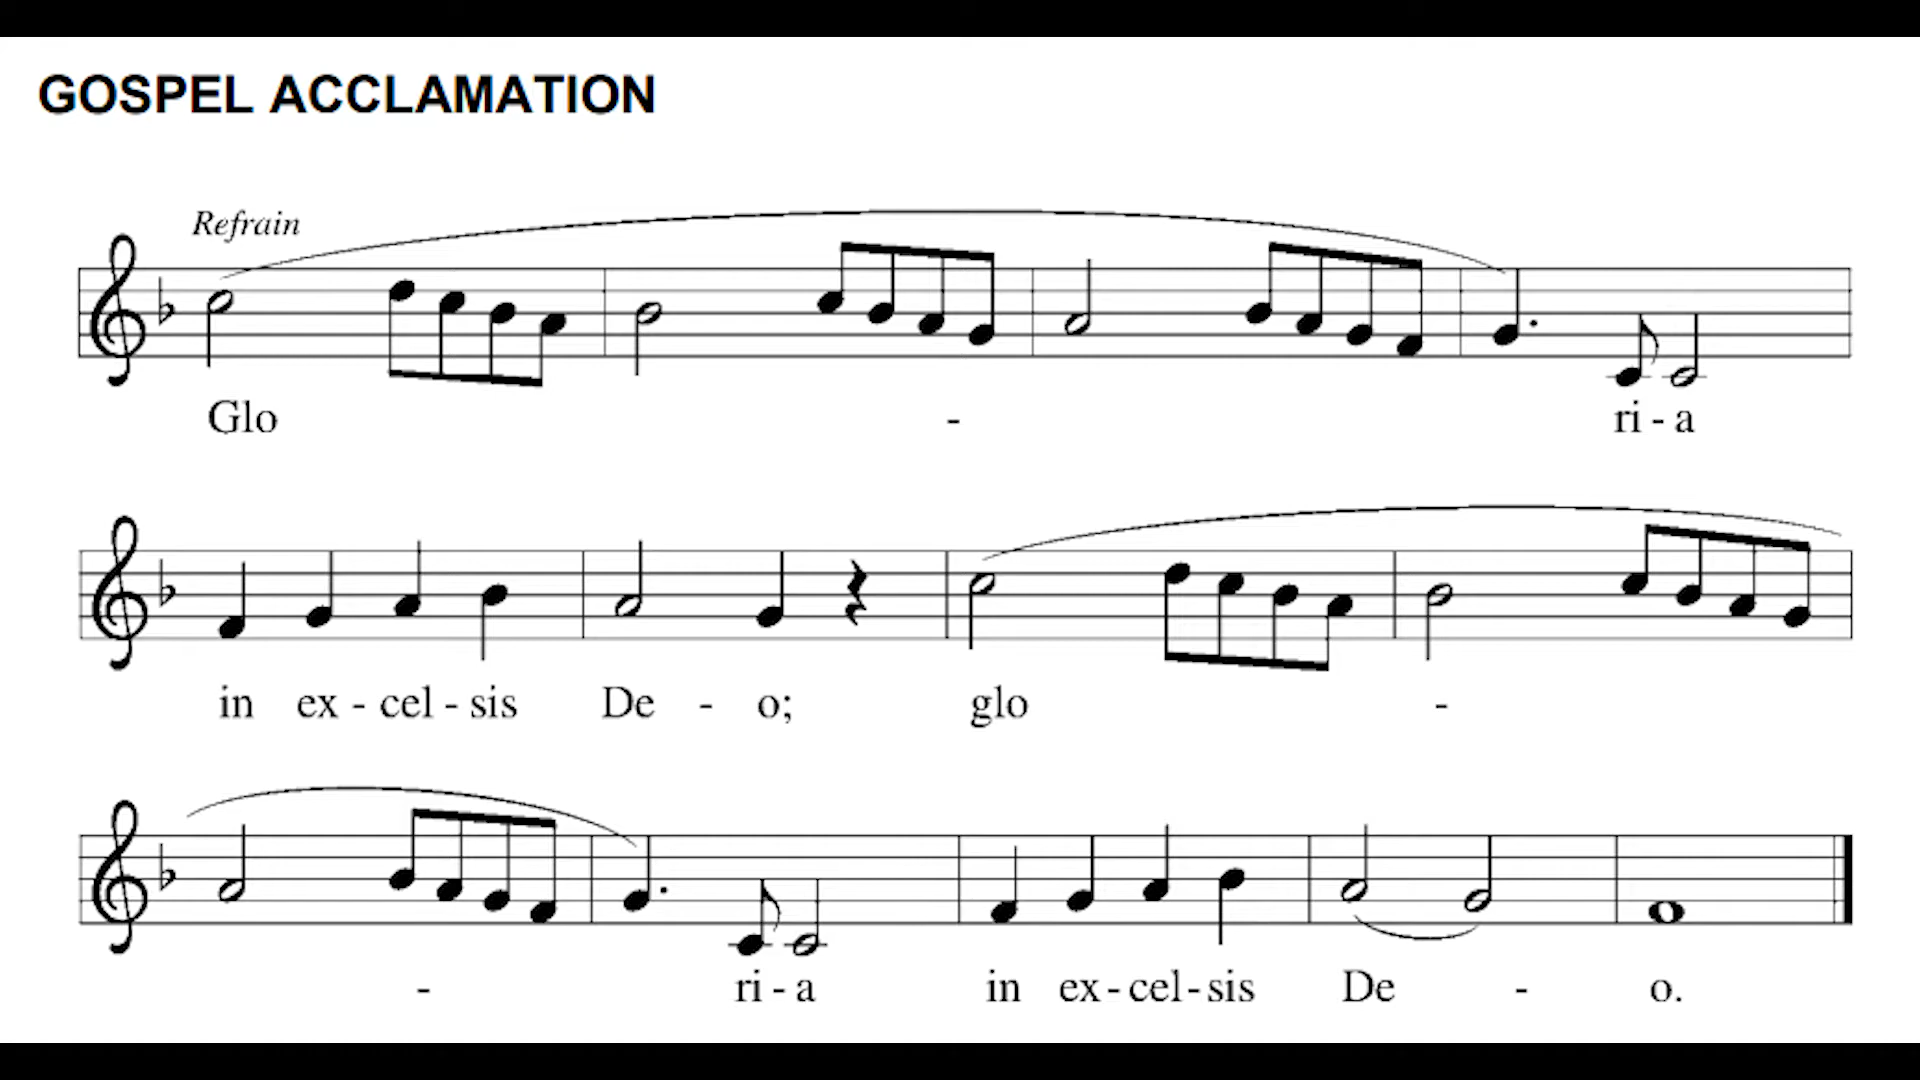 GOSPEL ACCLAMATION
Refrain
Glo - ri - a
in ex - cel - sis De - o; glo -
- ri - a in ex - cel - sis De - o.